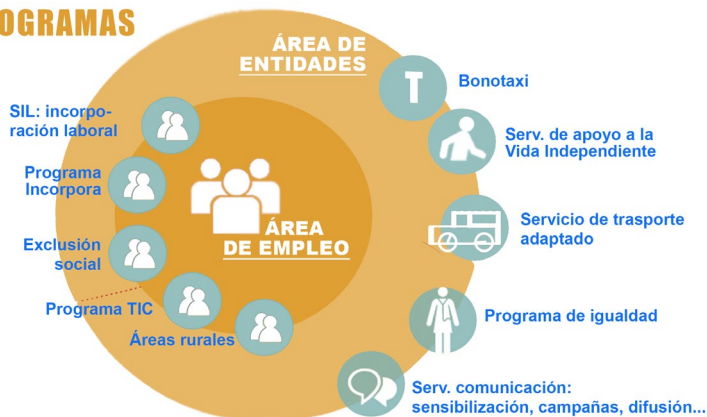 OGRAMAS
ÁREA DE
ENTIDADES
T
Bonotaxi
SIL: incorpo-
ración laboral
Serv. de apoyo a la
Vida Independiente
Programa
Incorpora
ÁREA
DE EMPLEO
Servicio de trasporte
adaptado
Exclusión
social
Programa TIC
Áreas rurales
Programa de igualdad
Serv. comunicación:
sensibilización, campañas, difusión...